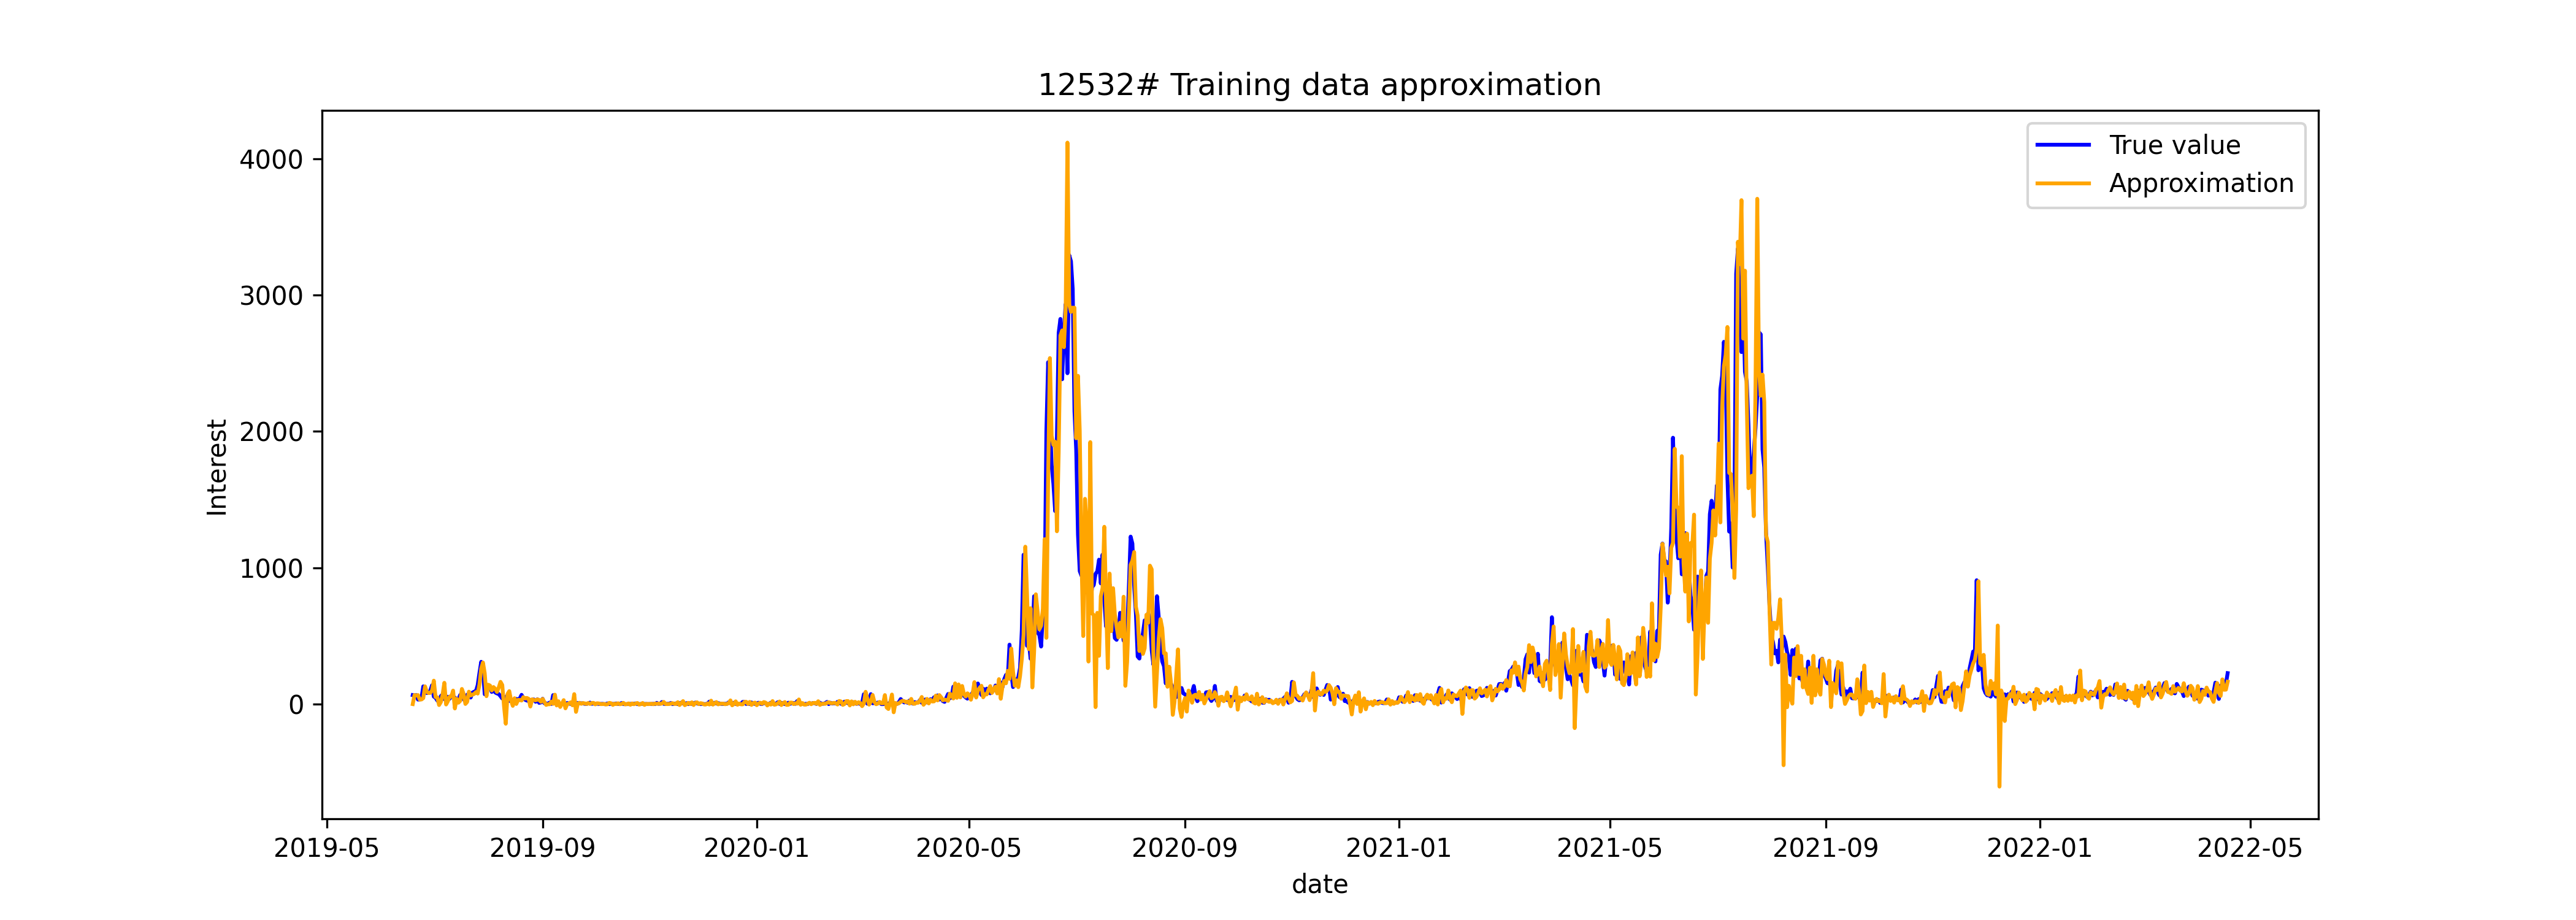 12532# Training data approximation
True value
Approximation
4000
3000
2000
1000
0
Interest
2019-05 2019-09 2020-01 2020-05 2020-09 2021-01 2021-05 2021-09 2022-01 2022-05
date